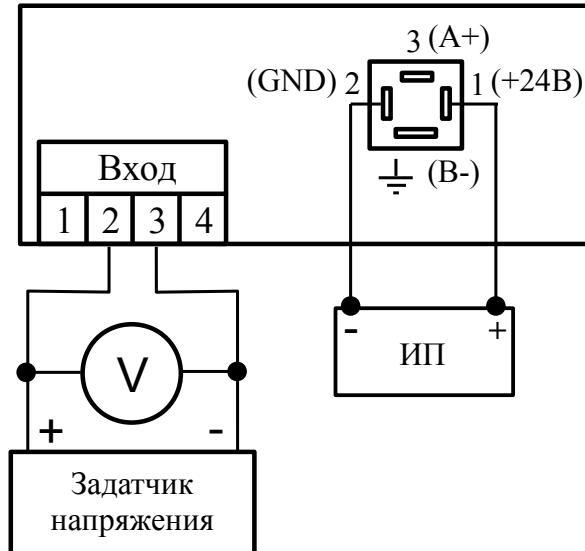 3 (А+)
(GND) 2
1 (+24В)
(В-)
Вход
1 2 3 4
- +
ИП
V
+ -
Задатчик
напряжения